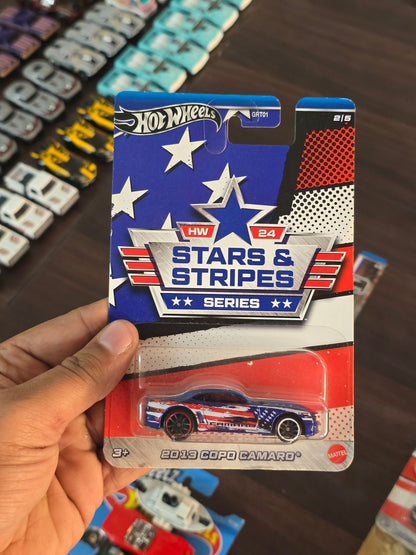 HOT WHEELS
GRT01
2/5
HW 24
STARS &
STRIPES
SERIES
3+
2013 COPO CAMARO®
MATTEL